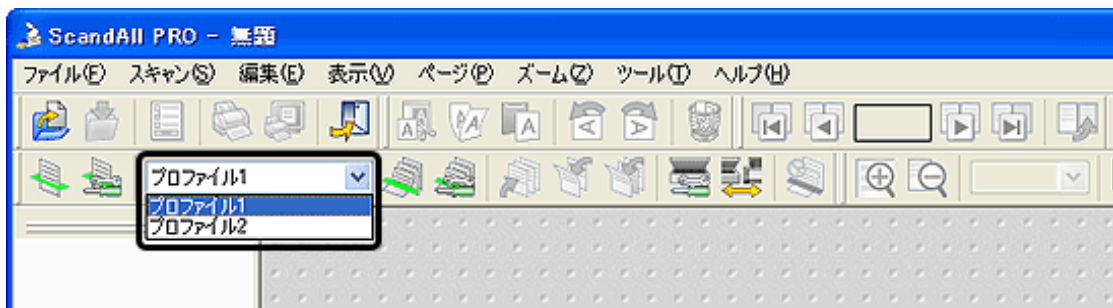 ScandAll PRO - 無題
ファイル(F) スキャン(S) 編集(E) 表示(V) ページ(P) ズーム(Z) ツール(T) ヘルプ(H)
プロファイル1
プロファイル1
プロファイル2